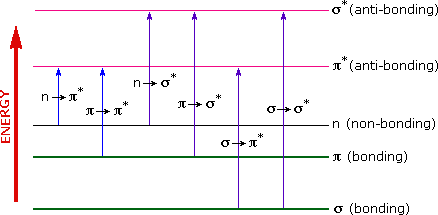 σ* (anti-bonding)
π* (anti-bonding)
n→σ*
n→π*
π→π*
π→σ*
σ→σ*
n (non-bonding)
σ→π*
π (bonding)
σ (bonding)
ENERGY